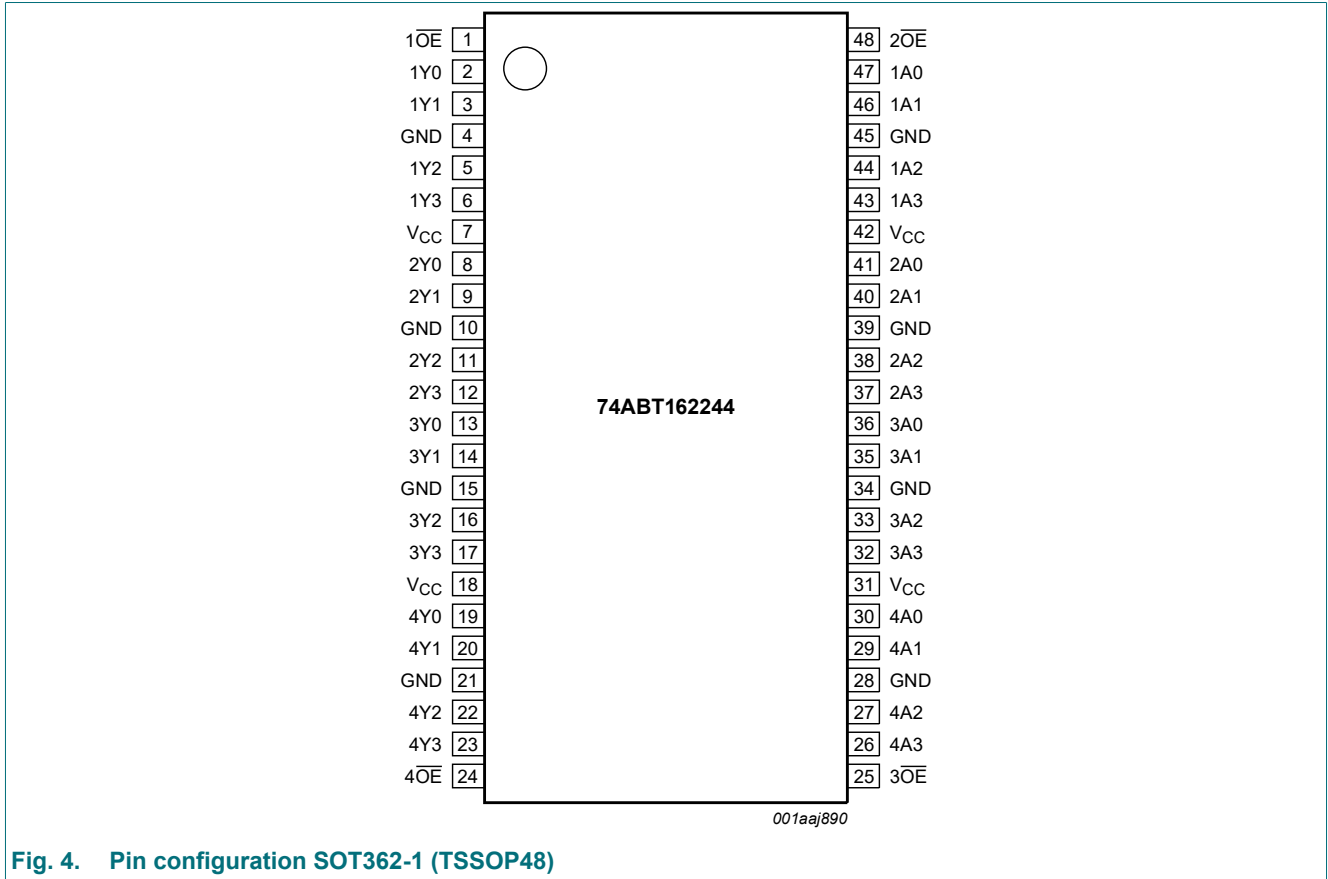 1O̅E̅ 1 48 2O̅E̅
1Y0 2 47 1A0
1Y1 3 46 1A1
GND 4 45 GND
1Y2 5 44 1A2
1Y3 6 43 1A3
VCC 7 42 VCC
2Y0 8 41 2A0
2Y1 9 40 2A1
GND 10 39 GND
2Y2 11 38 2A2
2Y3 12 37 2A3
74ABT162244
3Y0 13 36 3A0
3Y1 14 35 3A1
GND 15 34 GND
3Y2 16 33 3A2
3Y3 17 32 3A3
VCC 18 31 VCC
4Y0 19 30 4A0
4Y1 20 29 4A1
GND 21 28 GND
4Y2 22 27 4A2
4Y3 23 26 4A3
4O̅E̅ 24 25 3O̅E̅
001aaj890
Fig. 4. Pin configuration SOT362-1 (TSSOP48)